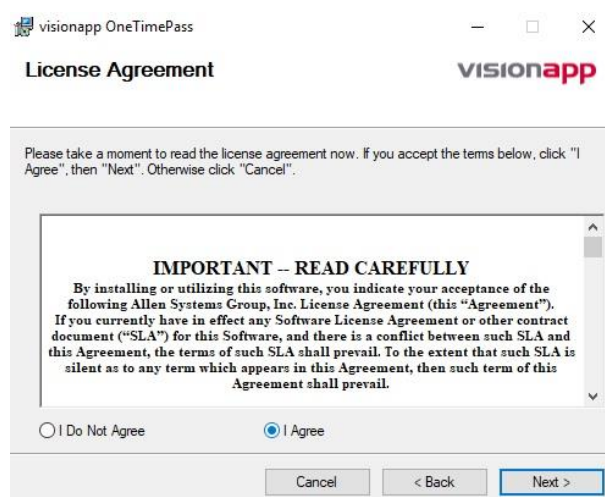 visionapp OneTimePass
License Agreement
visionapp
Please take a moment to read the license agreement now. If you accept the terms below, click "I
Agree", then "Next". Otherwise click "Cancel".
IMPORTANT -- READ CAREFULLY
By installing or utilizing this software, you indicate your acceptance of the
following Allen Systems Group, Inc. License Agreement (this “Agreement”).
If you currently have in effect any Software License Agreement or other contract
document (“SLA”) for this Software, and there is a conflict between such SLA and
this Agreement, the terms of such SLA shall prevail. To the extent that such SLA is
silent as to any term which appears in this Agreement, then such term of this
Agreement shall prevail.
I Do Not Agree
I Agree
Cancel
< Back
Next >